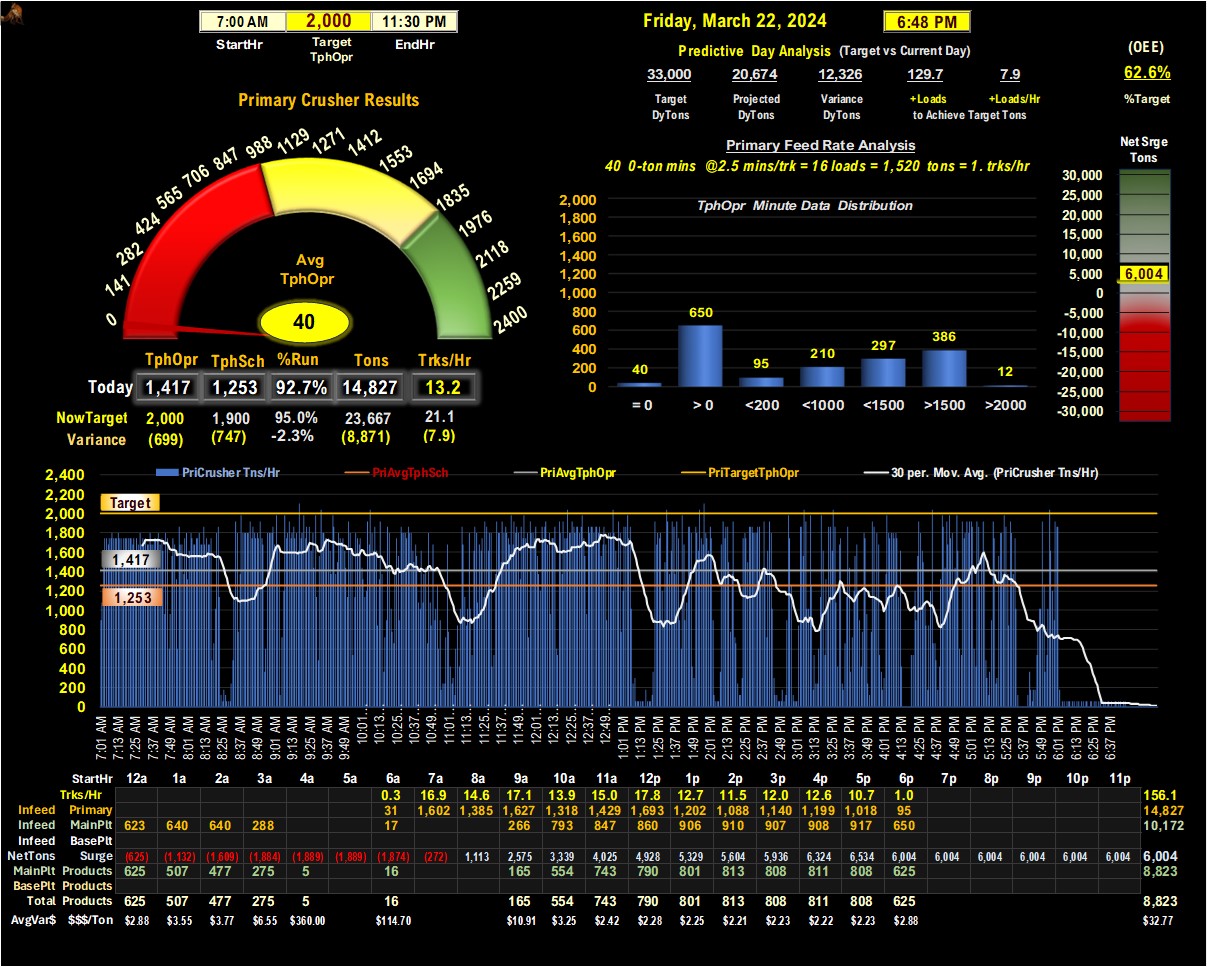 7:00 AM 2,000 11:30 PM
StartHr Target TphOpr EndHr
Friday, March 22, 2024 6:48 PM
Predictive Day Analysis (Target vs Current Day)
33,000 20,674 12,326 129.7 7.9
Target DyTons Projected DyTons Variance DyTons +Loads +Loads/Hr
to Achieve Target Tons
(OEE)
62.6%
%Target
Primary Crusher Results
0 141 282 424 565 706 847 988 1129 1271 1412 1553 1694 1835 1976 2118 2259 2400
Avg
TphOpr
40
TphOpr TphSch %Run Tons Trks/Hr
Today 1,417 1,253 92.7% 14,827 13.2
NowTarget 2,000 1,900 95.0% 23,667 21.1
Variance (699) (747) -2.3% (8,871) (7.9)
Primary Feed Rate Analysis
40 0-ton mins @2.5 mins/trk = 16 loads = 1,520 tons = 1. trks/hr
TphOpr Minute Data Distribution
2,000
1,800
1,600
1,400
1,200
1,000
800
600
400
200
0
40 650 95 210 297 386 12
= 0 > 0 <200 <1000 <1500 >1500 >2000
Net Srge
Tons
30,000
25,000
20,000
15,000
10,000
5,000
0
-5,000
-10,000
-15,000
-20,000
-25,000
-30,000
6,004
PriCrusher Tns/Hr PriAvgTphSch PriAvgTphOpr PriTargetTphOpr 30 per. Mov. Avg. (PriCrusher Tns/Hr)
2,400
2,200
2,000
1,800
1,600
1,400
1,200
1,000
800
600
400
200
0
Target
1,417
1,253
7:01 AM 7:13 AM 7:25 AM 7:37 AM 7:49 AM 8:01 AM 8:13 AM 8:25 AM 8:37 AM 8:49 AM 9:01 AM 9:13 AM 9:25 AM 9:37 AM 9:49 AM 10:01… 10:13… 10:25… 10:37… 10:49… 11:01… 11:13… 11:25… 11:37… 11:49… 12:01… 12:13… 12:25… 12:37… 12:49… 1:01 PM 1:13 PM 1:25 PM 1:37 PM 1:49 PM 2:01 PM 2:13 PM 2:25 PM 2:37 PM 2:49 PM 3:01 PM 3:13 PM 3:25 PM 3:37 PM 3:49 PM 4:01 PM 4:13 PM 4:25 PM 4:37 PM 4:49 PM 5:01 PM 5:13 PM 5:25 PM 5:37 PM 5:49 PM 6:01 PM 6:13 PM 6:25 PM 6:37 PM
StartHr 12a 1a 2a 3a 4a 5a 6a 7a 8a 9a 10a 11a 12p 1p 2p 3p 4p 5p 6p 7p 8p 9p 10p 11p
Trks/Hr 0.3 16.9 14.6 17.1 13.9 15.0 17.8 12.7 11.5 12.0 12.6 10.7 1.0 156.1
Infeed Primary 31 1,602 1,385 1,627 1,318 1,429 1,693 1,202 1,088 1,140 1,199 1,018 95 14,827
Infeed MainPlt 623 640 640 288 17 266 793 847 860 906 910 907 908 917 650 10,172
Infeed BasePlt
NetTons Surge (625) (1,132) (1,609) (1,884) (1,889) (1,889) (1,874) (272) 1,113 2,575 3,339 4,025 4,928 5,329 5,604 5,936 6,324 6,534 6,004 6,004 6,004 6,004 6,004 6,004 6,004
MainPlt Products 625 507 477 275 5 16 165 554 743 790 801 813 808 811 808 625 8,823
BasePlt Products
Total Products 625 507 477 275 5 16 165 554 743 790 801 813 808 811 808 625 8,823
AvgVar$ $$$/Ton $2.88 $3.55 $3.77 $6.55 $360.00 $114.70 $10.91 $3.25 $2.42 $2.28 $2.25 $2.21 $2.23 $2.22 $2.23 $2.88 $32.77